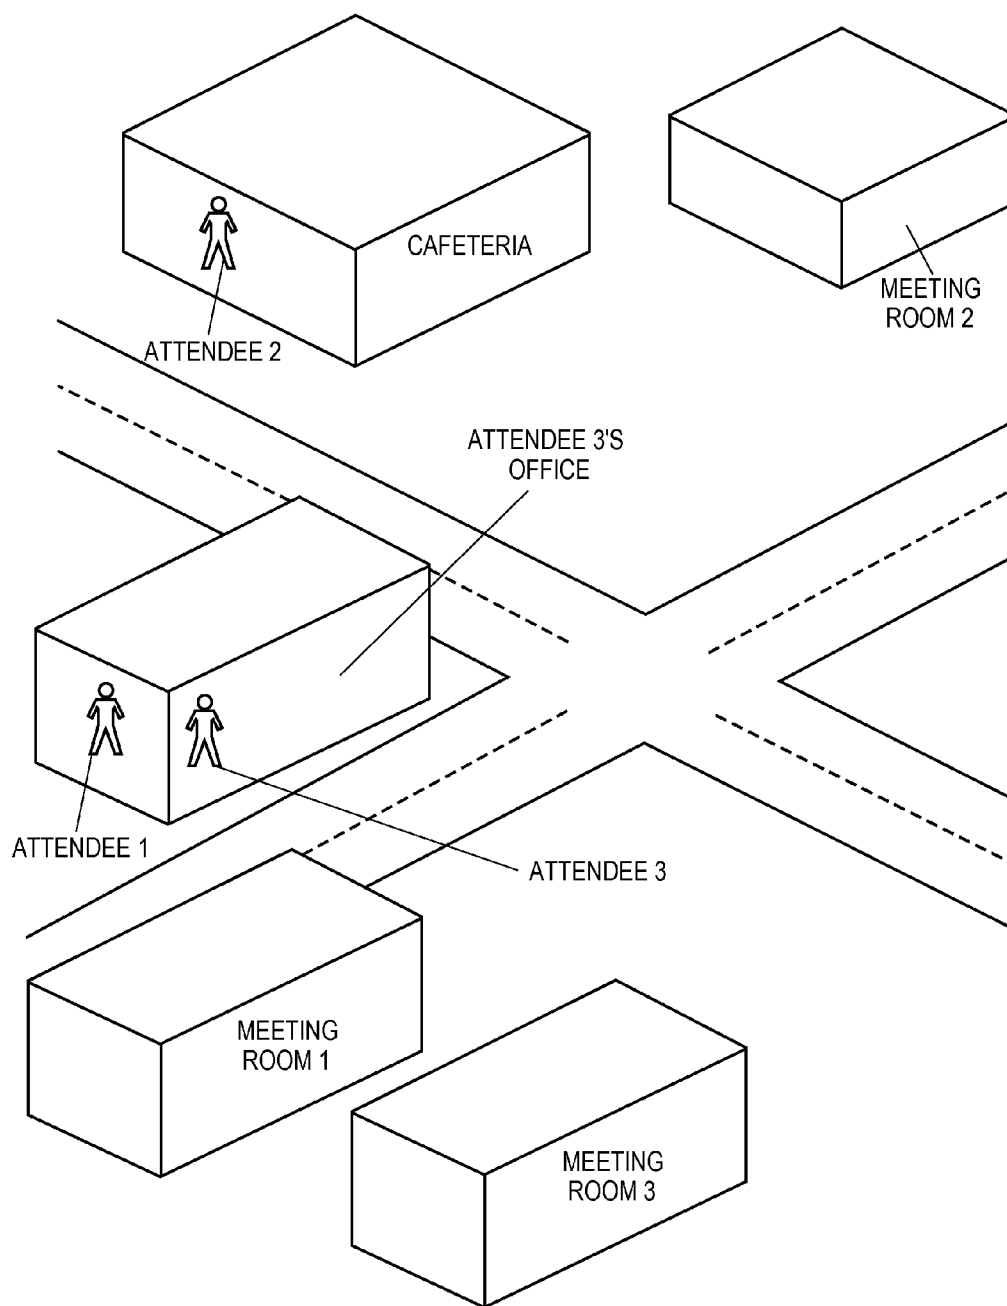 CAFETERIA
MEETING
ROOM 2
ATTENDEE 2
ATTENDEE 3'S
OFFICE
ATTENDEE 1
ATTENDEE 3
MEETING
ROOM 1
MEETING
ROOM 3